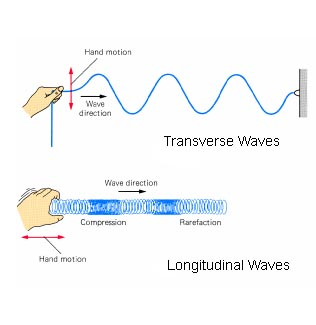 Hand motion
Wave
direction
Transverse Waves
Wave direction
Compression
Rarefaction
Hand motion
Longitudinal Waves